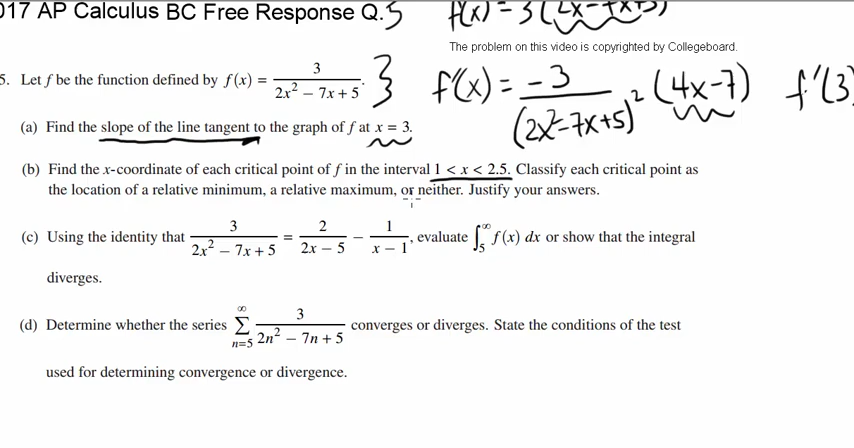 017 AP Calculus BC Free Response Q.5
f(x) = 3(2x²-7x+5)
The problem on this video is copyrighted by Collegeboard.
5. Let f be the function defined by f(x) = 3 / (2x² − 7x + 5).
f'(x) = -3 / (2x²-7x+5)² (4x-7)
f'(3
(a) Find the slope of the line tangent to the graph of f at x = 3.
(b) Find the x-coordinate of each critical point of f in the interval 1 < x < 2.5. Classify each critical point as
the location of a relative minimum, a relative maximum, or neither. Justify your answers.
(c) Using the identity that 3 / (2x² − 7x + 5) = 2 / (2x − 5) − 1 / (x − 1), evaluate ∫₅^∞ f(x) dx or show that the integral
diverges.
(d) Determine whether the series ∑_{n=5}^∞ 3 / (2n² − 7n + 5) converges or diverges. State the conditions of the test
used for determining convergence or divergence.